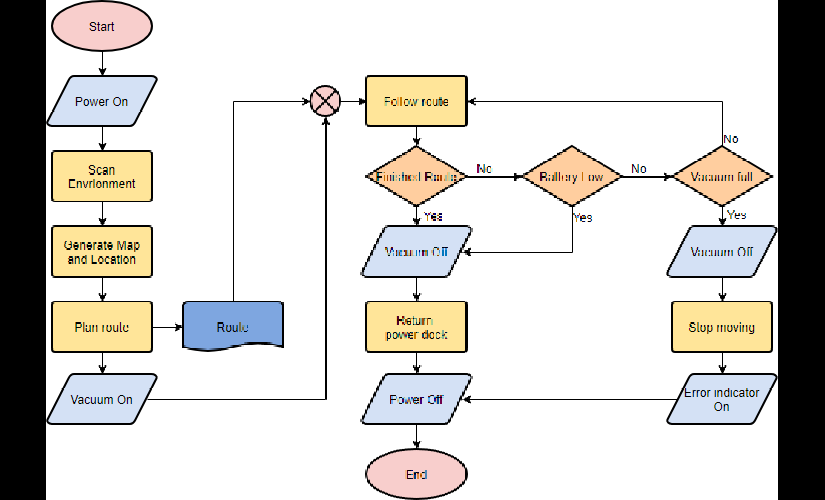 Start
Power On
Scan
Envrionment
Generate Map
and Location
Plan route
Route
Vacuum On
Follow route
Finished Route
No
Battery Low
No
Vacuum full
No
Yes
Yes
Yes
Vacuum Off
Vacuum Off
Return
power dock
Stop moving
Power Off
Error indicator
On
End